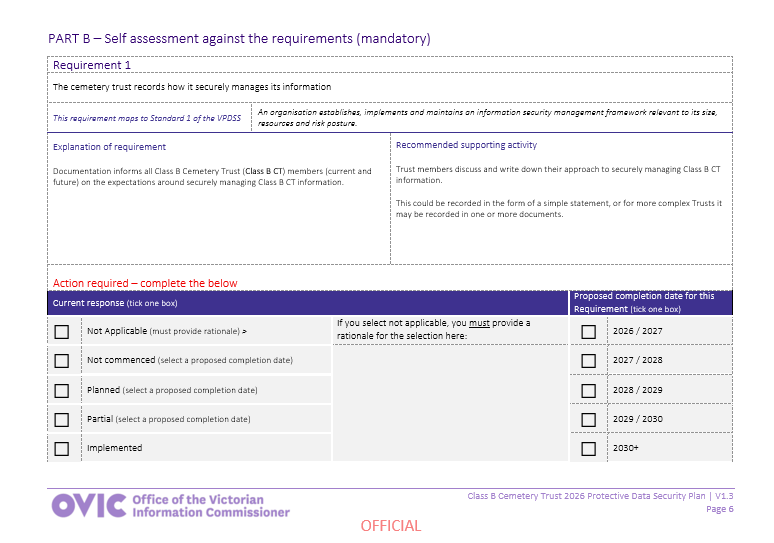 PART B – Self assessment against the requirements (mandatory)
Requirement 1
The cemetery trust records how it securely manages its information
This requirement maps to Standard 1 of the VPDSS
An organisation establishes, implements and maintains an information security management framework relevant to its size,
resources and risk posture.
Explanation of requirement
Documentation informs all Class B Cemetery Trust (Class B CT) members (current and
future) on the expectations around securely managing Class B CT information.
Recommended supporting activity
Trust members discuss and write down their approach to securely managing Class B CT
information.
This could be recorded in the form of a simple statement, or for more complex Trusts it
may be recorded in one or more documents.
Action required – complete the below
Current response (tick one box)
Proposed completion date for this
Requirement (tick one box)
Not Applicable (must provide rationale) >
If you select not applicable, you must provide a
rationale for the selection here:
2026 / 2027
Not commenced (select a proposed completion date)
2027 / 2028
Planned (select a proposed completion date)
2028 / 2029
Partial (select a proposed completion date)
2029 / 2030
Implemented
2030+
OVIC Office of the Victorian
Information Commissioner
Class B Cemetery Trust 2026 Protective Data Security Plan | V1.3
Page 6
OFFICIAL